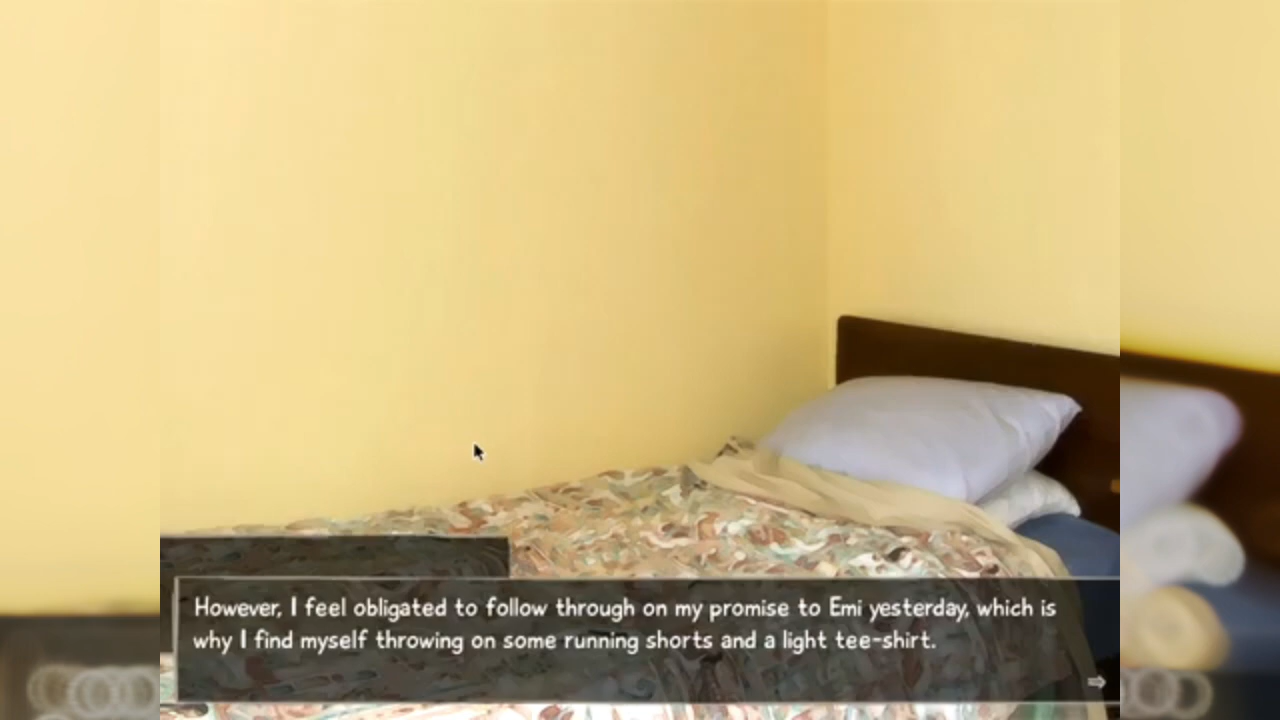 However, I feel obligated to follow through on my promise to Emi yesterday, which is
why I find myself throwing on some running shorts and a light tee-shirt.